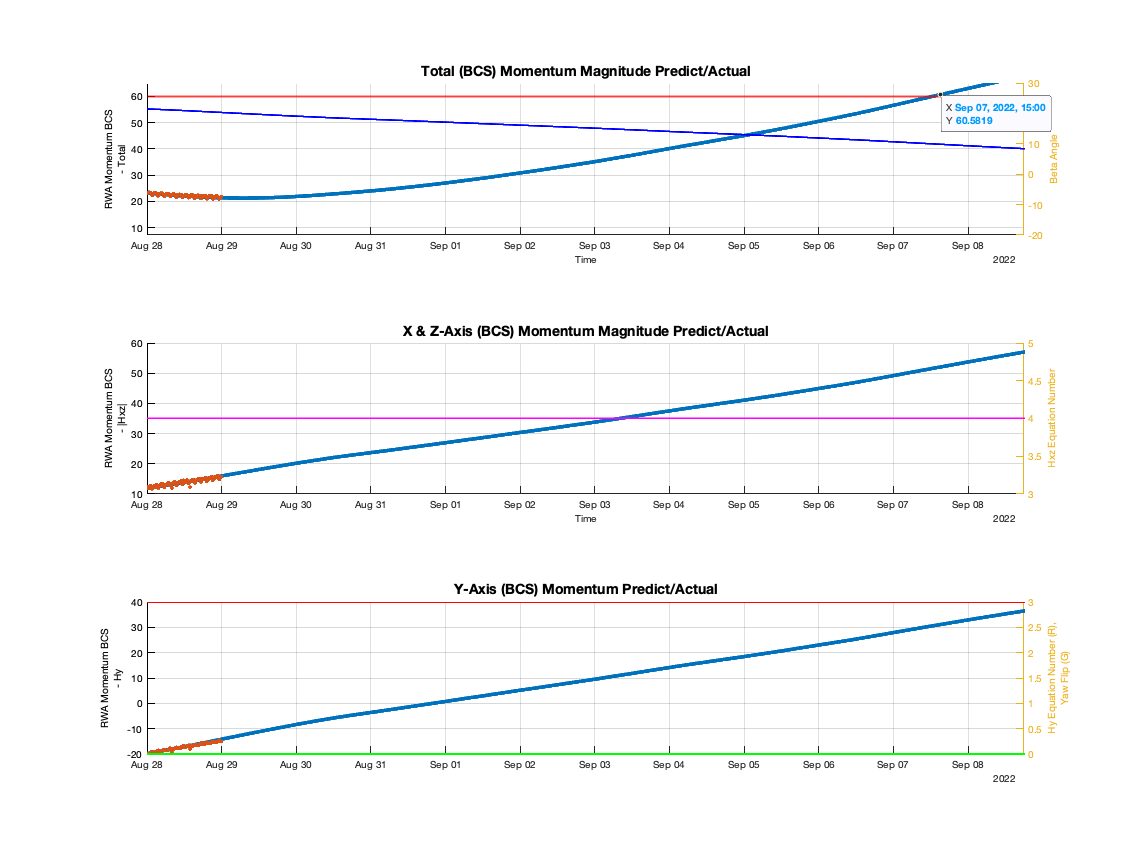 Total (BCS) Momentum Magnitude Predict/Actual
RWA Momentum BCS
- Total
60
50
40
30
20
10
30
10
0
-10
-20
Beta Angle
X Sep 07, 2022, 15:00
Y 60.5819
Aug 28 Aug 29 Aug 30 Aug 31 Sep 01 Sep 02 Sep 03 Sep 04 Sep 05 Sep 06 Sep 07 Sep 08
Time
2022
X & Z-Axis (BCS) Momentum Magnitude Predict/Actual
RWA Momentum BCS
- |Hxz|
60
50
40
30
20
10
5
4.5
4
3.5
3
Hxz Equation Number
Aug 28 Aug 29 Aug 30 Aug 31 Sep 01 Sep 02 Sep 03 Sep 04 Sep 05 Sep 06 Sep 07 Sep 08
Time
2022
Y-Axis (BCS) Momentum Predict/Actual
RWA Momentum BCS
- Hy
40
30
20
10
0
-10
-20
3
2.5
2
1.5
1
0.5
0
Hy Equation Number (R),
Yaw Flip (G)
Aug 28 Aug 29 Aug 30 Aug 31 Sep 01 Sep 02 Sep 03 Sep 04 Sep 05 Sep 06 Sep 07 Sep 08
2022